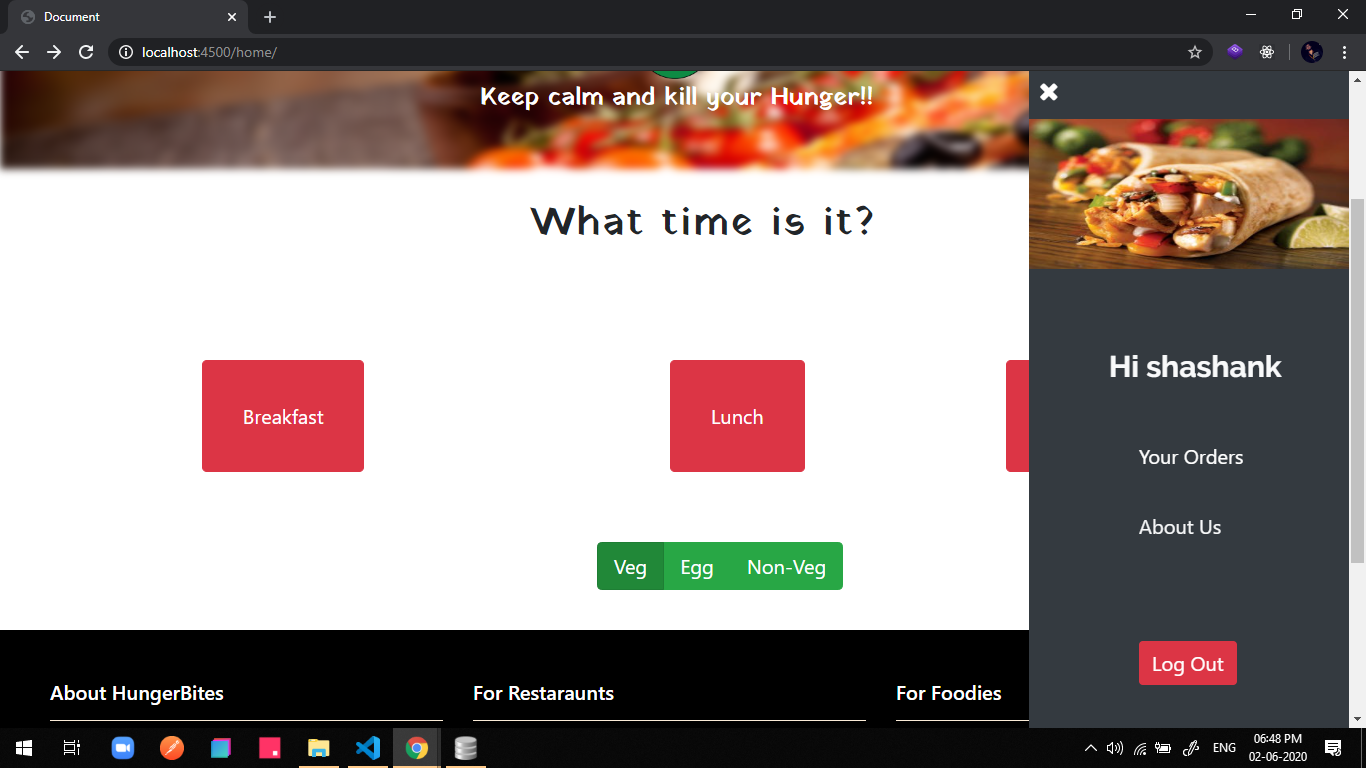 Document
localhost:4500/home/
Keep calm and kill your Hunger!!
What time is it?
Breakfast
Lunch
Veg
Egg
Non-Veg
About HungerBites
For Restaraunts
For Foodies
Hi shashank
Your Orders
About Us
Log Out
ENG
06:48 PM
02-06-2020